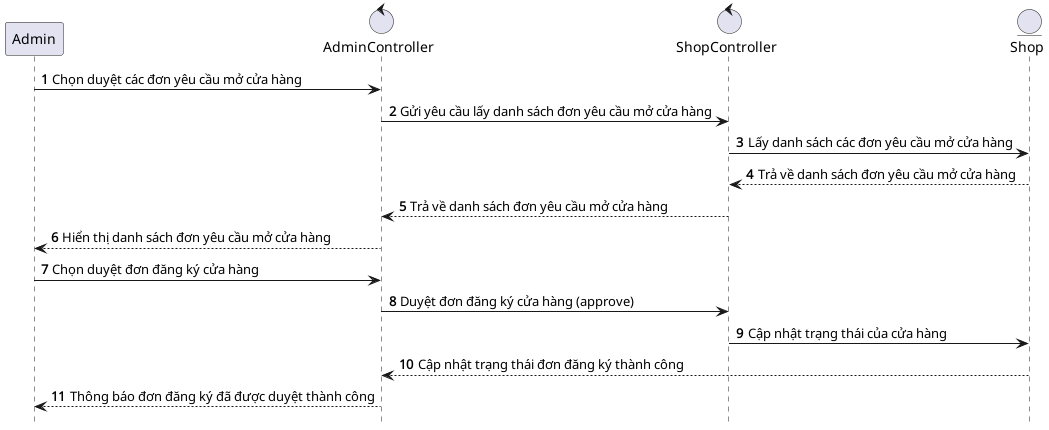 Admin
AdminController
ShopController
Shop
1 Chọn duyệt các đơn yêu cầu mở cửa hàng
2 Gửi yêu cầu lấy danh sách đơn yêu cầu mở cửa hàng
3 Lấy danh sách các đơn yêu cầu mở cửa hàng
4 Trả về danh sách đơn yêu cầu mở cửa hàng
5 Trả về danh sách đơn yêu cầu mở cửa hàng
6 Hiển thị danh sách đơn yêu cầu mở cửa hàng
7 Chọn duyệt đơn đăng ký cửa hàng
8 Duyệt đơn đăng ký cửa hàng (approve)
9 Cập nhật trạng thái của cửa hàng
10 Cập nhật trạng thái đơn đăng ký thành công
11 Thông báo đơn đăng ký đã được duyệt thành công